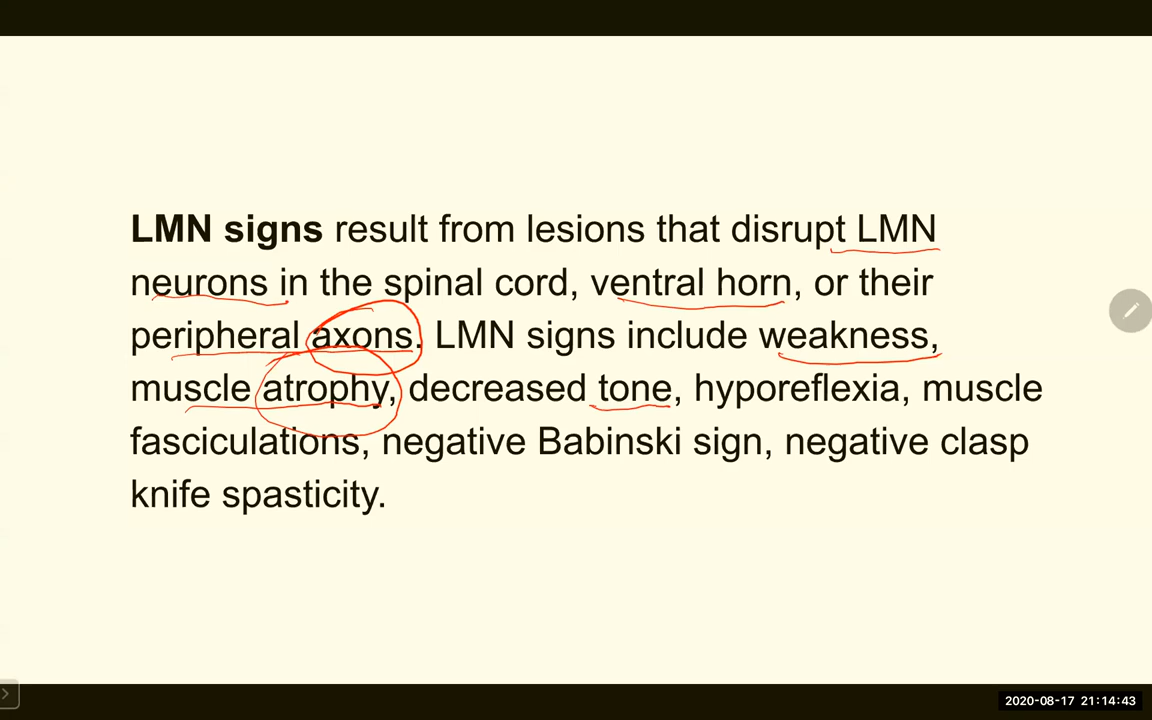 LMN signs result from lesions that disrupt LMN
neurons in the spinal cord, ventral horn, or their
peripheral axons. LMN signs include weakness,
muscle atrophy, decreased tone, hyporeflexia, muscle
fasciculations, negative Babinski sign, negative clasp
knife spasticity.
2020-08-17 21:14:43